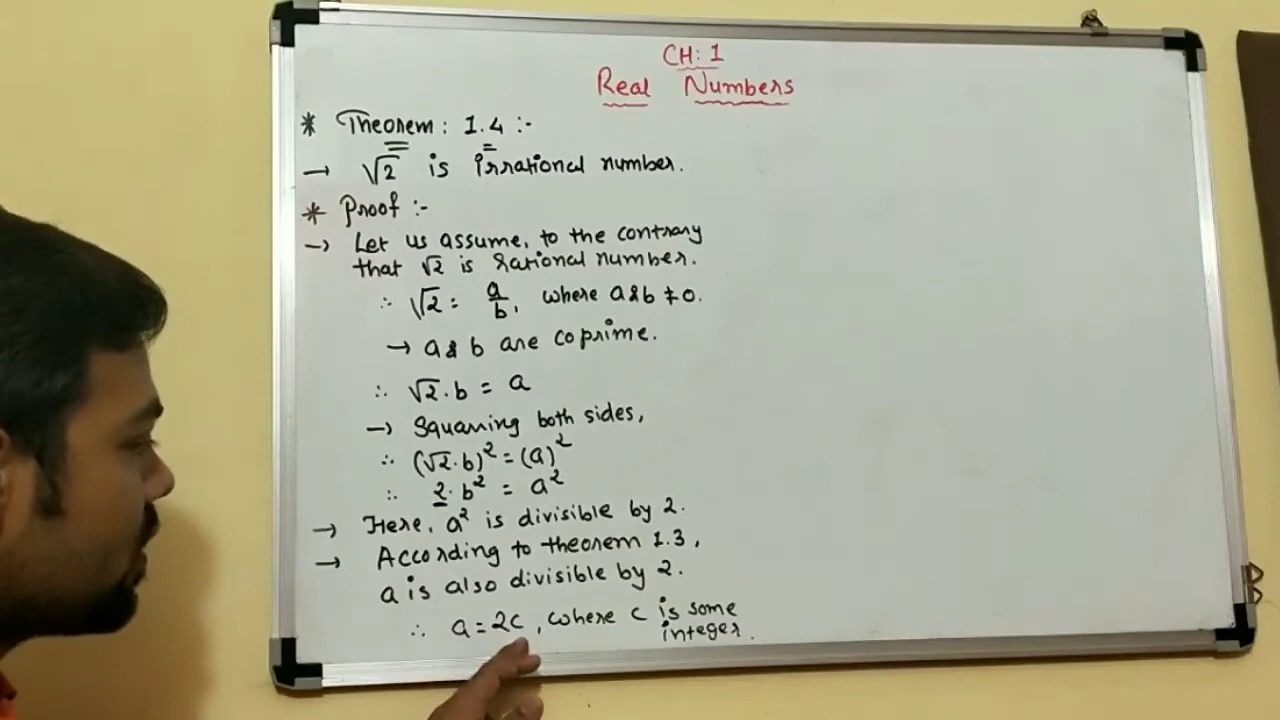 CH: 1
Real Numbers
* Theorem: 1.4 :-
→ √2 is irrational number.
* Proof :-
→ Let us assume, to the contrary
that √2 is rational number.
∴ √2 = a/b, where a & b ≠ 0.
→ a & b are coprime.
∴ √2 · b = a
→ Squaring both sides,
∴ (√2 · b)² = (a)²
∴ 2 · b² = a²
→ Here, a² is divisible by 2.
→ According to theorem 1.3,
a is also divisible by 2.
∴ a = 2c, where c is some
integer.